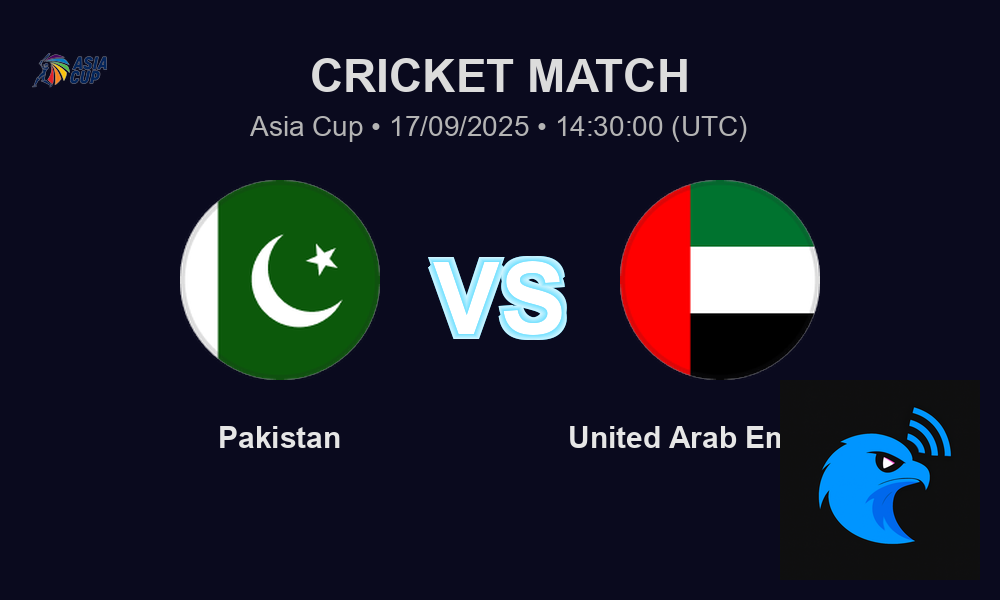 ASIA
CUP
CRICKET MATCH
Asia Cup • 17/09/2025 • 14:30:00 (UTC)
VS
Pakistan
United Arab Em